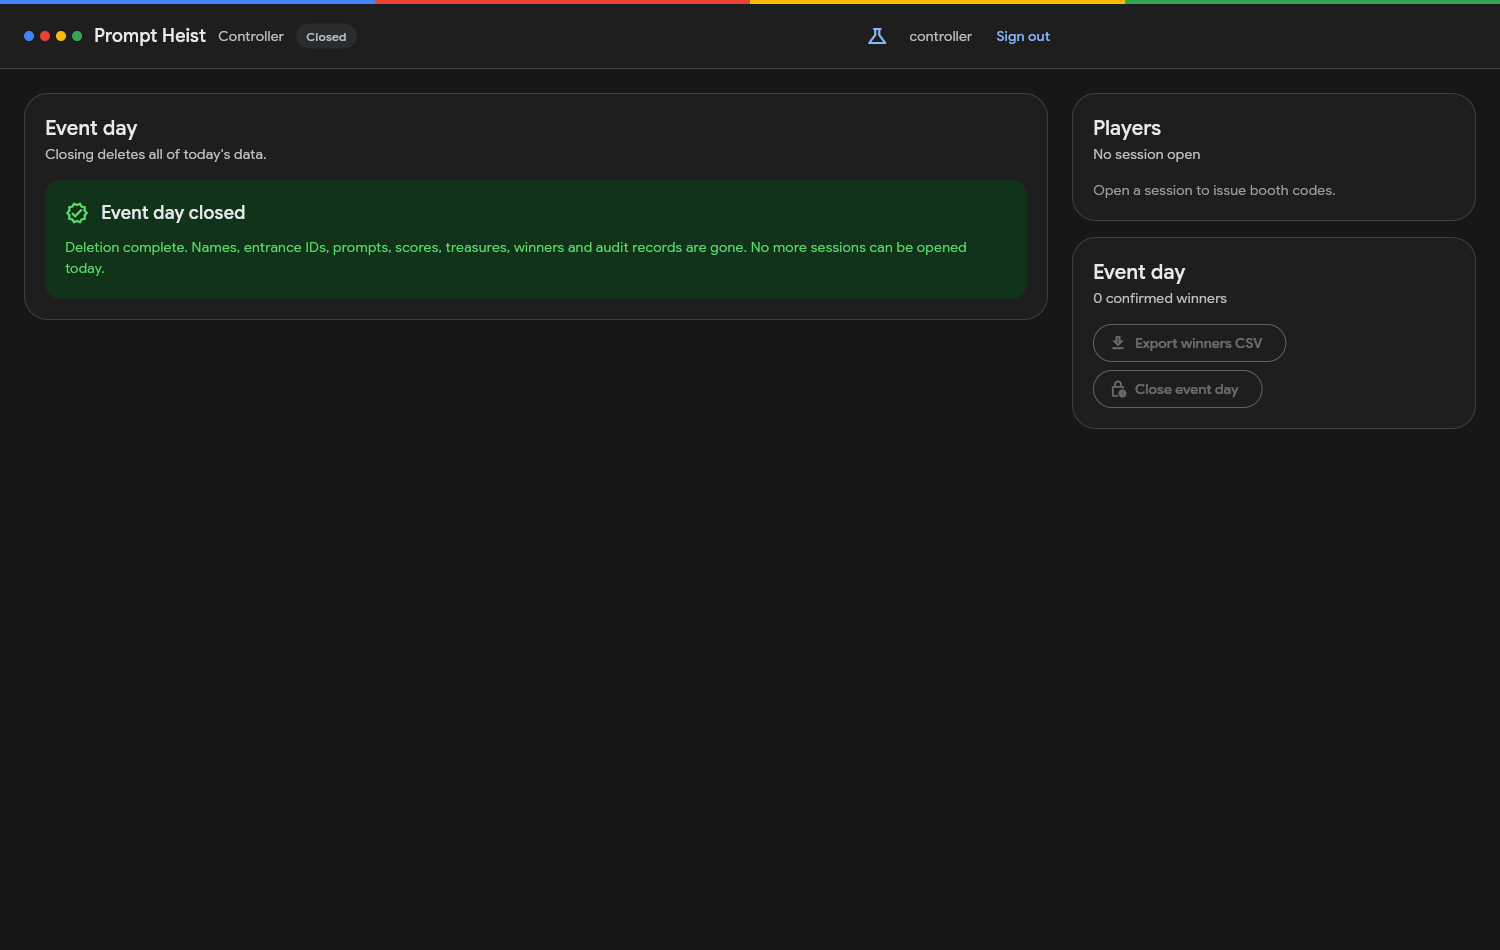 Prompt Heist Controller Closed controller Sign out
Event day
Closing deletes all of today's data.
Event day closed
Deletion complete. Names, entrance IDs, prompts, scores, treasures, winners and audit records are gone. No more sessions can be opened
today.
Players
No session open
Open a session to issue booth codes.
Event day
0 confirmed winners
Export winners CSV
Close event day